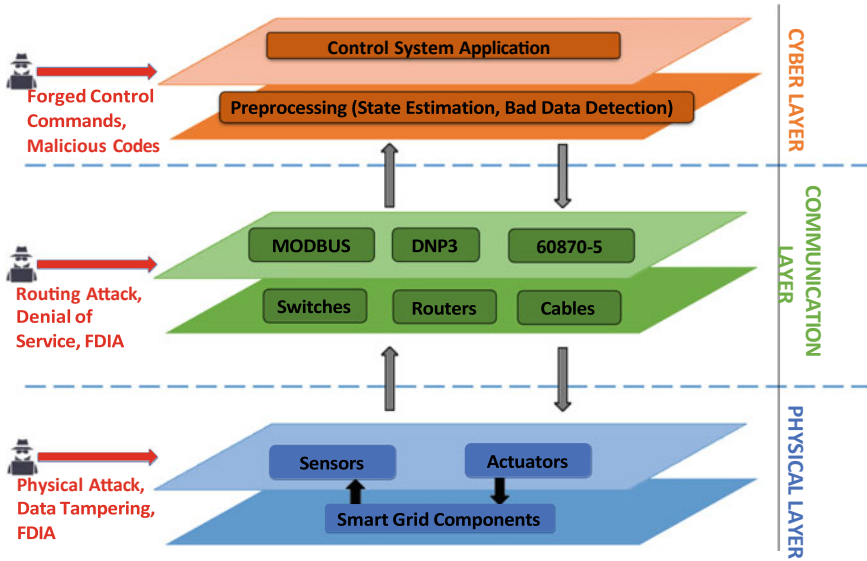 Control System Application
Preprocessing (State Estimation, Bad Data Detection)
Forged Control
Commands,
Malicious Codes
CYBER LAYER
MODBUS
DNP3
60870-5
Switches
Routers
Cables
Routing Attack,
Denial of
Service, FDIA
COMMUNICATION
LAYER
Sensors
Actuators
Smart Grid Components
Physical Attack,
Data Tampering,
FDIA
PHYSICAL LAYER